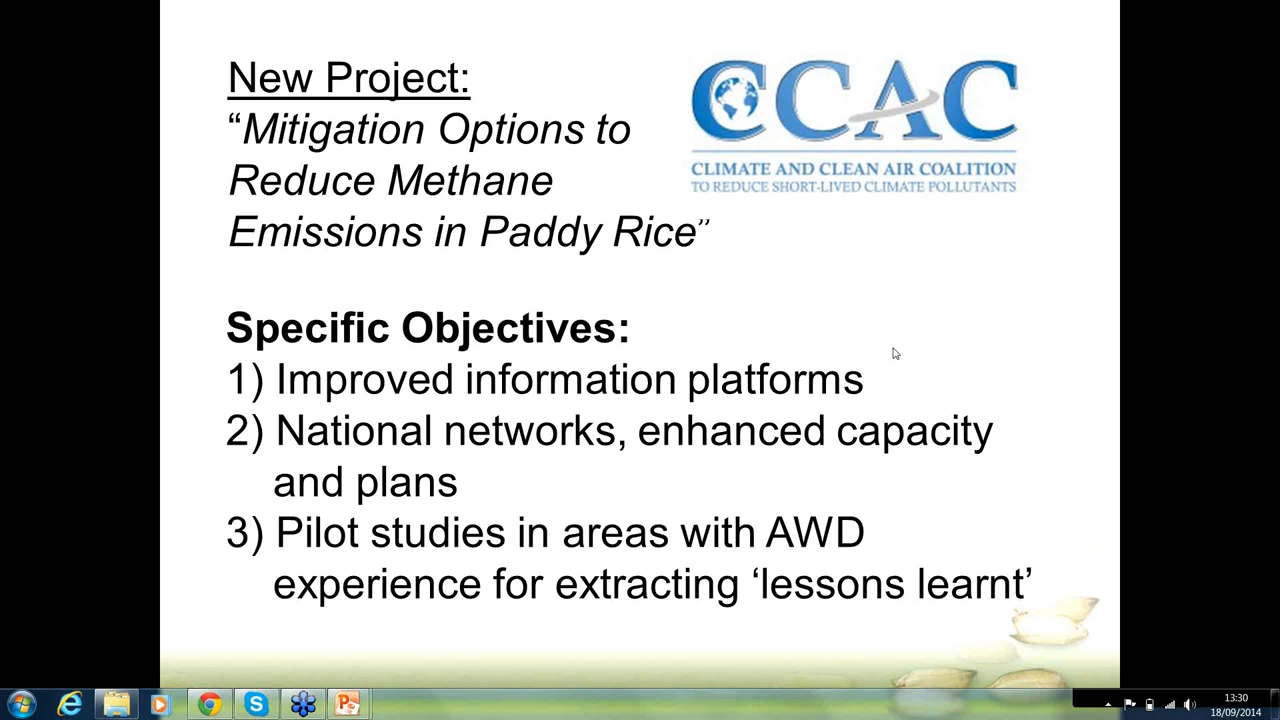 New Project:
“Mitigation Options to
Reduce Methane
Emissions in Paddy Rice”
CCAC
CLIMATE AND CLEAN AIR COALITION
TO REDUCE SHORT-LIVED CLIMATE POLLUTANTS
Specific Objectives:
1) Improved information platforms
2) National networks, enhanced capacity
and plans
3) Pilot studies in areas with AWD
experience for extracting ‘lessons learnt’
13:30
18/09/2014